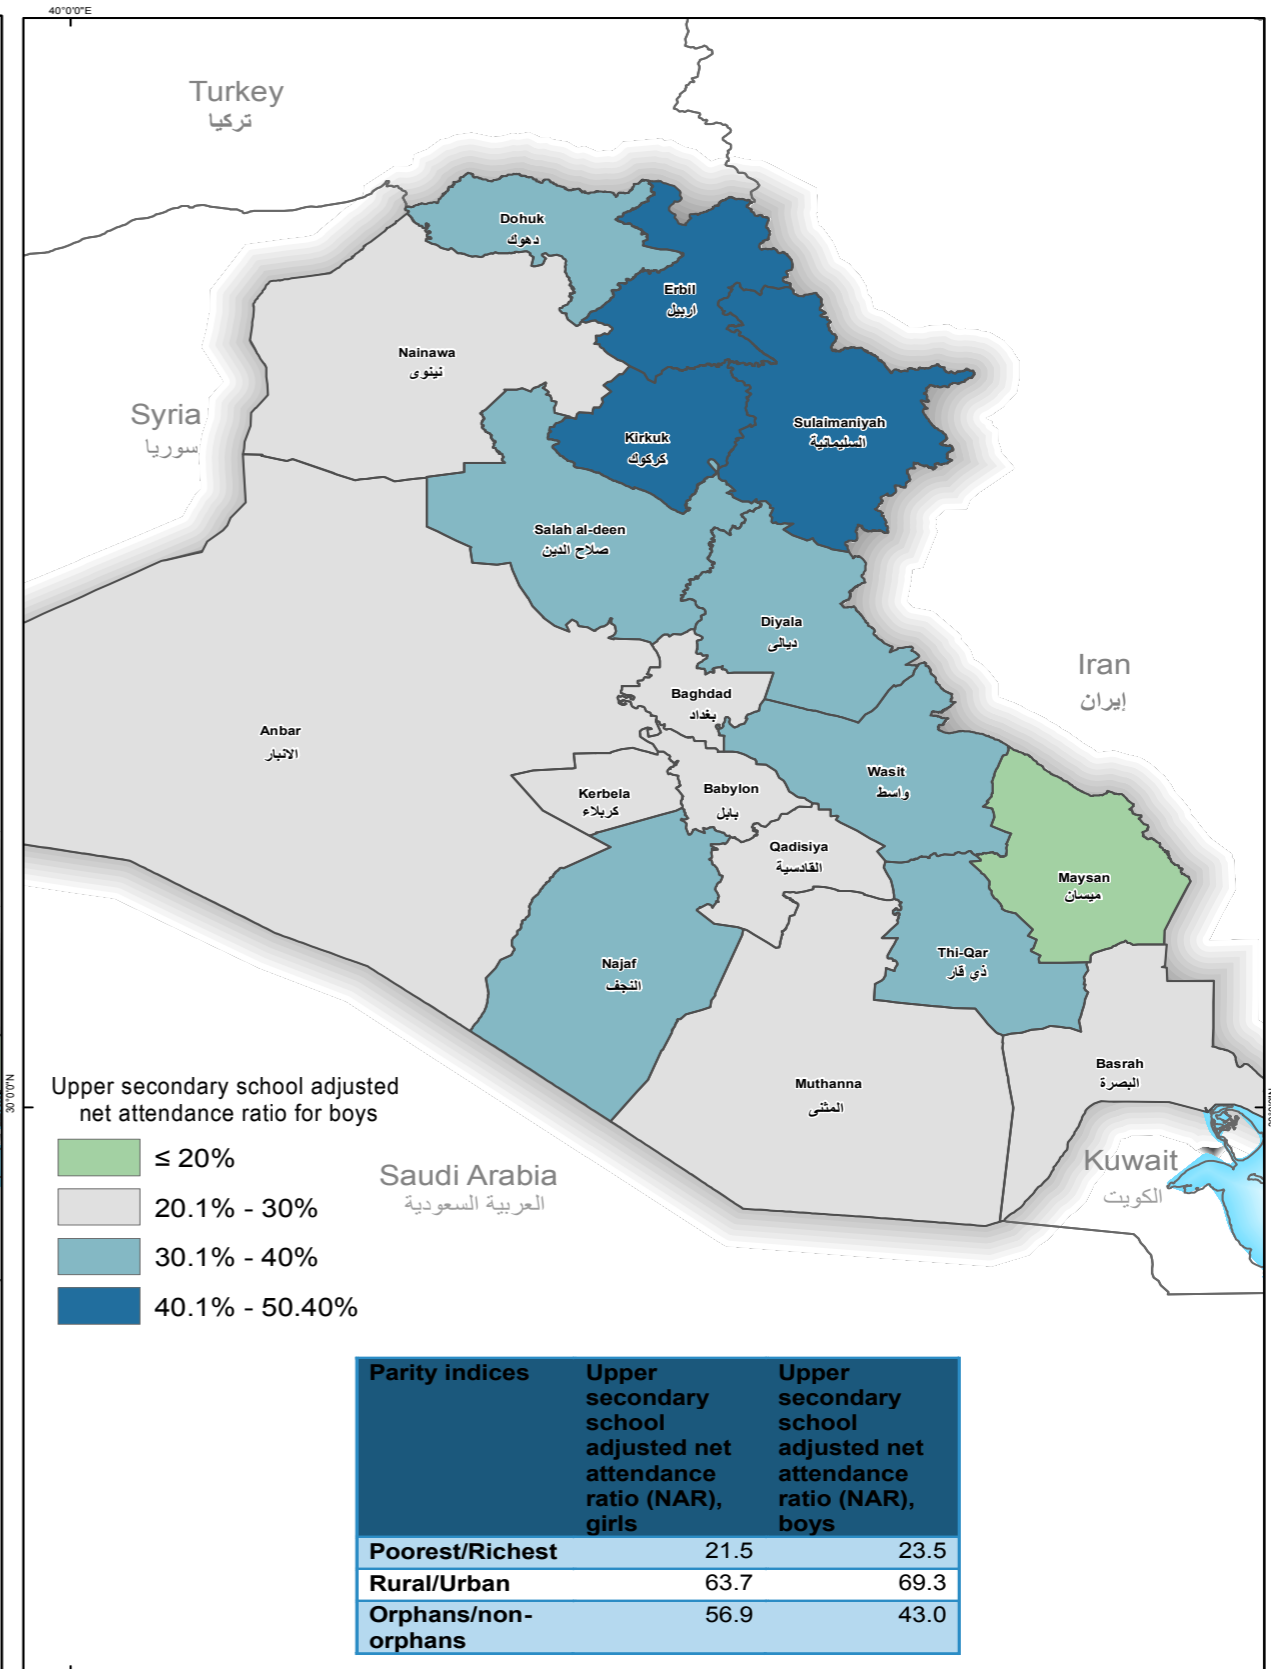 40°0'0"E
Turkey
تركيا
Dohuk
دهوك
Erbil
اربيل
Nainawa
نينوى
Syria
سوريا
Kirkuk
كركوك
Sulaimaniyah
السليمانية
Salah al-deen
صلاح الدين
Diyala
ديالى
Iran
إيران
Baghdad
بغداد
Anbar
الانبار
Wasit
واسط
Kerbela
كربلاء
Babylon
بابل
Qadisiya
القادسية
Maysan
ميسان
Najaf
النجف
Thi-Qar
ذي قار
Basrah
البصرة
Muthanna
المثنى
30°0'0"N
30°0'0"N
Kuwait
الكويت
Saudi Arabia
العربية السعودية
Upper secondary school adjusted
net attendance ratio for boys
≤ 20%
20.1% - 30%
30.1% - 40%
40.1% - 50.40%
Parity indices
Upper
secondary
school
adjusted net
attendance
ratio (NAR),
girls
Upper
secondary
school
adjusted net
attendance
ratio (NAR),
boys
Poorest/Richest 21.5 23.5
Rural/Urban 63.7 69.3
Orphans/non-
orphans 56.9 43.0